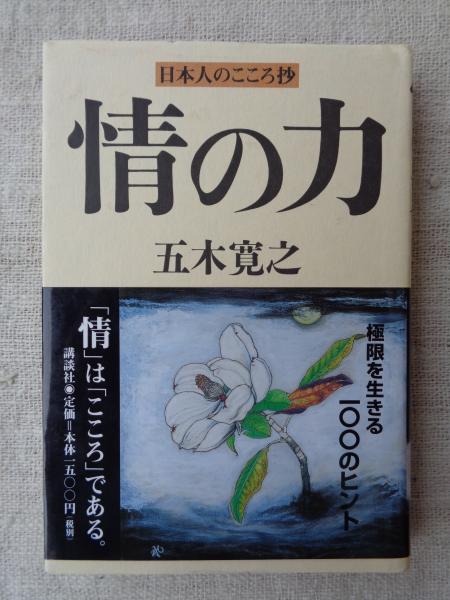 日本人のこころ抄
情の力
五木寛之
極限を生きる
一〇〇のヒント
「情」は「こころ」である。
講談社◉定価=本体一五〇〇円(税別)